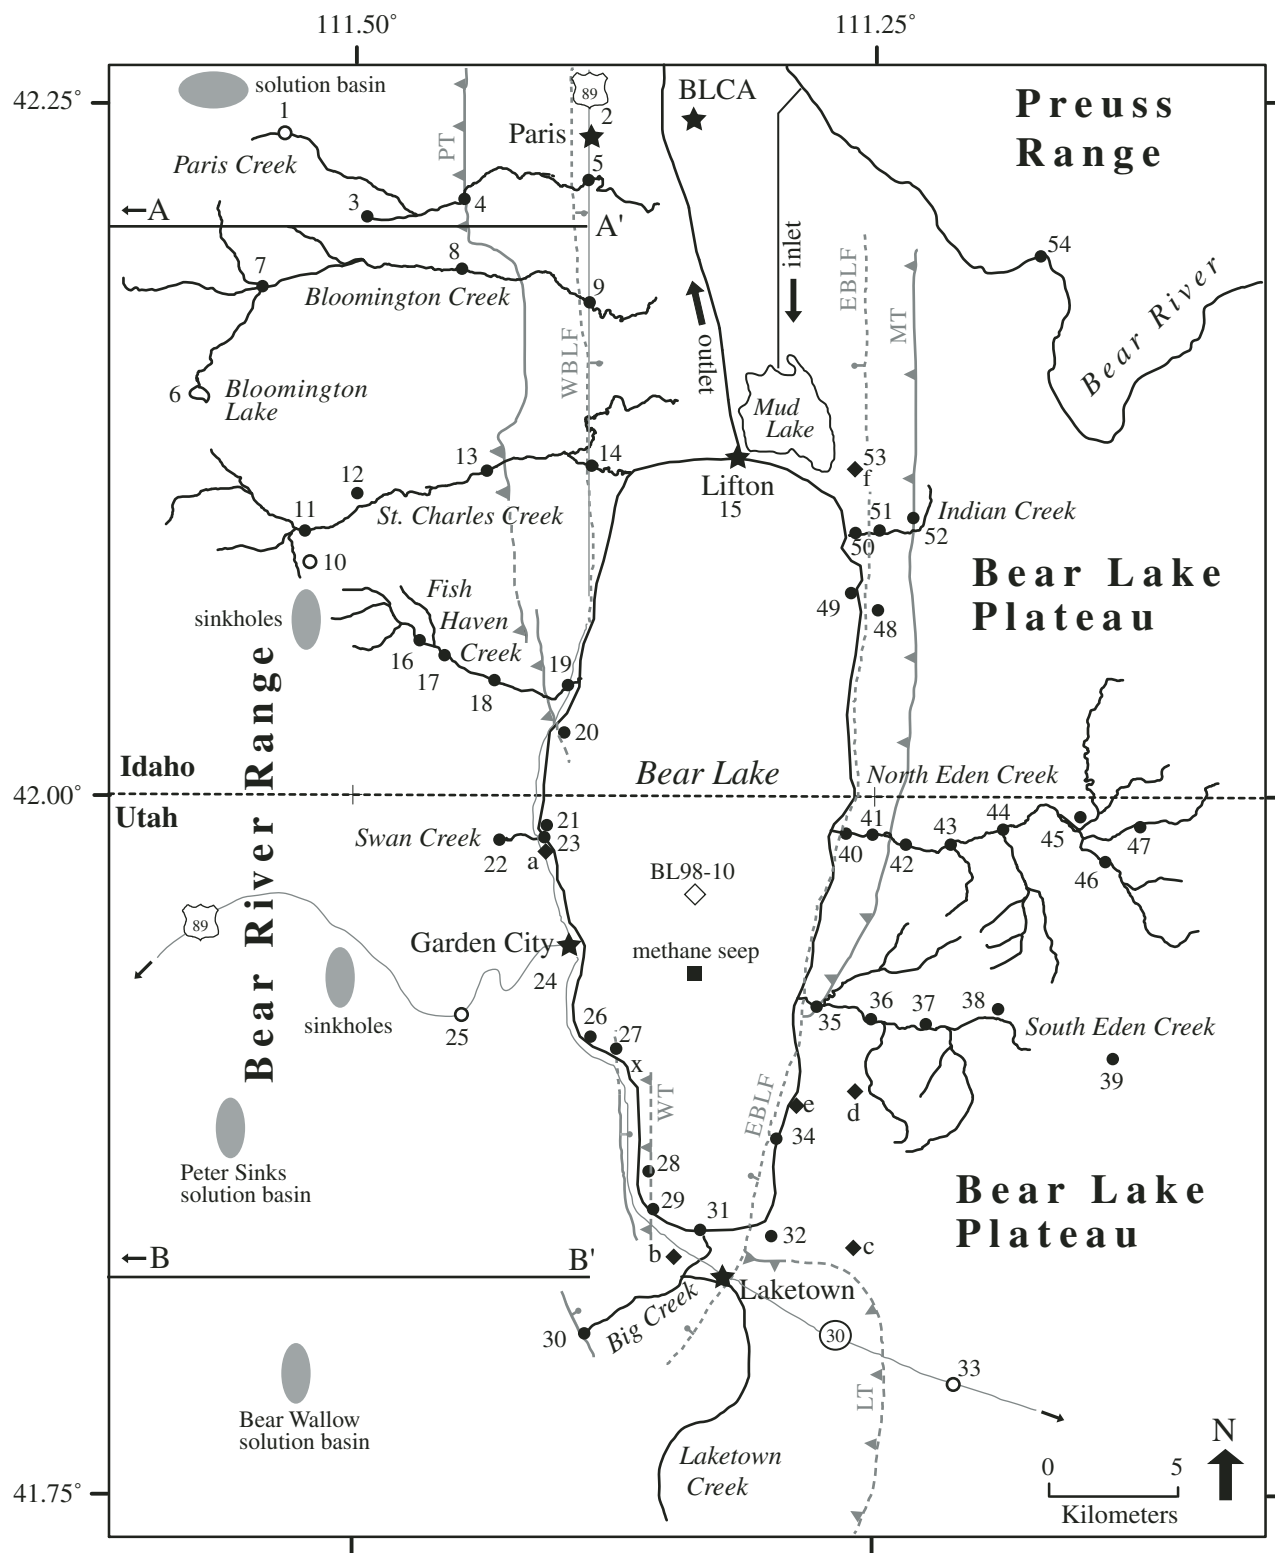 111.50°
111.25°
42.25°
solution basin
1
89
2
BLCA
Preuss
Range
PT
Paris
Paris Creek
5
3
4
A
A'
inlet
EBLF
54
7
8
Bloomington Creek
9
MT
Bear River
WBLF
outlet
6
Bloomington
Lake
Mud
Lake
13
14
53
f
12
Lifton
15
11
St. Charles Creek
51
Indian Creek
50
52
10
Bear Lake
Plateau
Fish
Haven
Creek
sinkholes
49
48
16
17
18
19
20
Bear River Range
Idaho
Bear Lake
North Eden Creek
42.00°
Utah
21
Swan Creek
23
22
a
41
40
42
43
44
45
47
46
BL98-10
89
Garden City
24
methane seep
sinkholes
25
35
36
37
38
South Eden Creek
26
27
x
39
WT
EBLF
e
d
34
Peter Sinks
solution basin
28
29
31
32
Bear Lake
Plateau
B
B'
b
c
Laketown
30
Big Creek
30
33
LT
Bear Wallow
solution basin
Laketown
Creek
N
0
5
Kilometers
41.75°